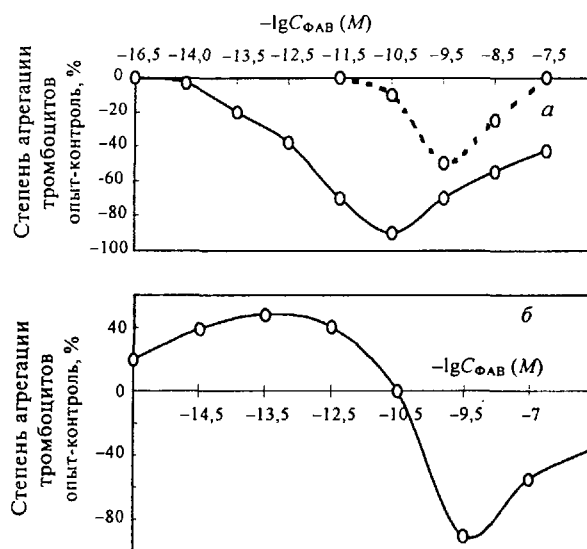 −lgC_ФАВ (М)
−16,5 −14,0 −13,5 −12,5 −11,5 −10,5 −9,5 −8,5 −7,5
0
−20
−40
−60
−80
−100
Степень агрегации
тромбоцитов
опыт-контроль, %
а
40
0
−40
−80
Степень агрегации
тромбоцитов
опыт-контроль, %
б
−lgC_ФАВ (М)
−14,5 −13,5 −12,5 −10,5 −9,5 −7